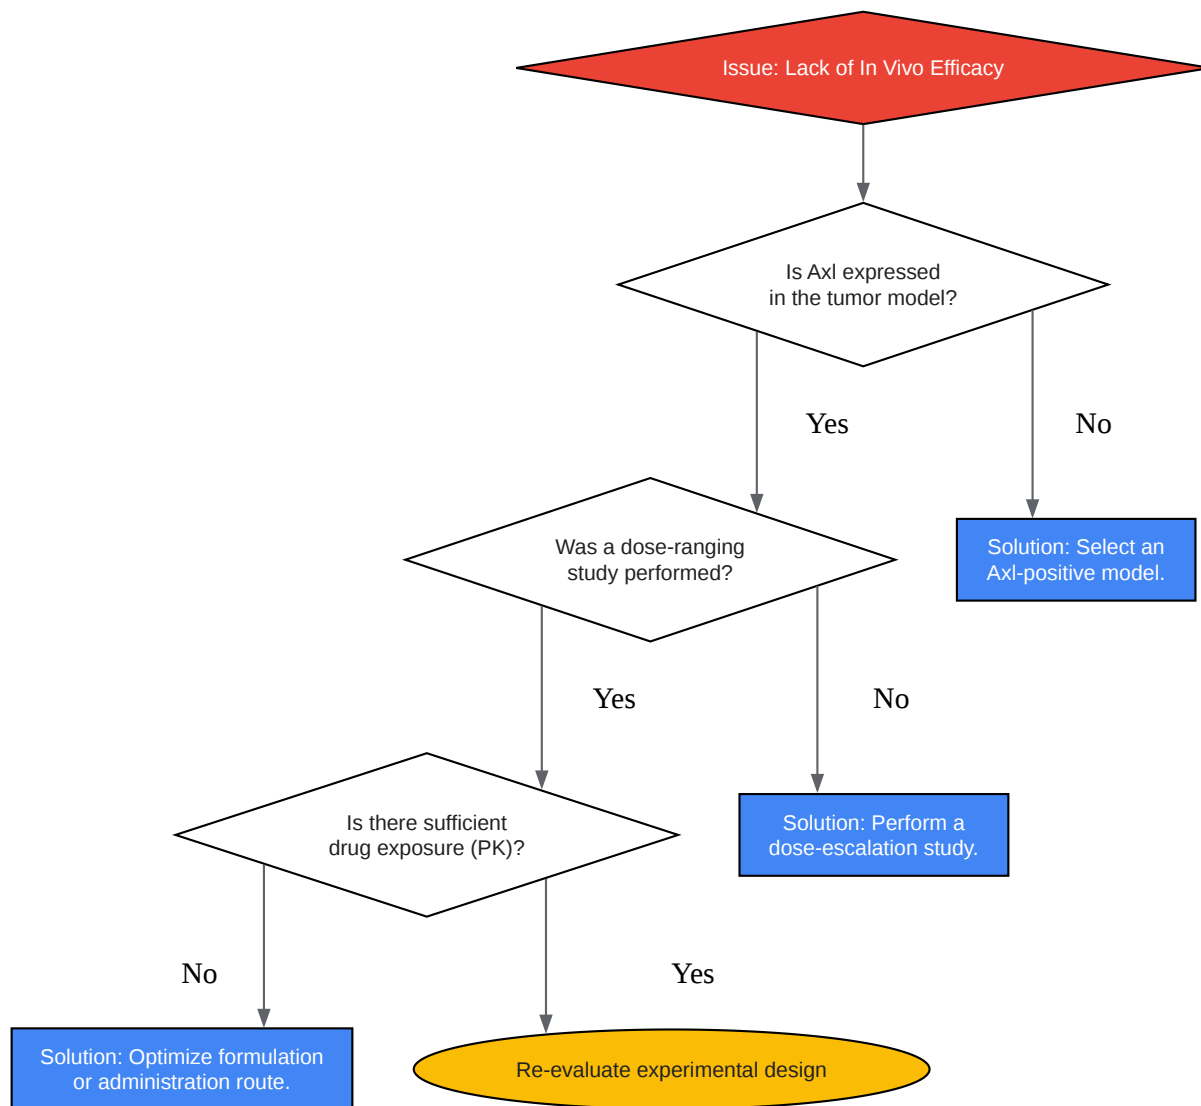 Issue: Lack of In Vivo Efficacy
Is Axl expressed
in the tumor model?
Yes
No
Was a dose-ranging
study performed?
Solution: Select an
Axl-positive model.
Yes
No
Is there sufficient
drug exposure (PK)?
Solution: Perform a
dose-escalation study.
No
Yes
Solution: Optimize formulation
or administration route.
Re-evaluate experimental design